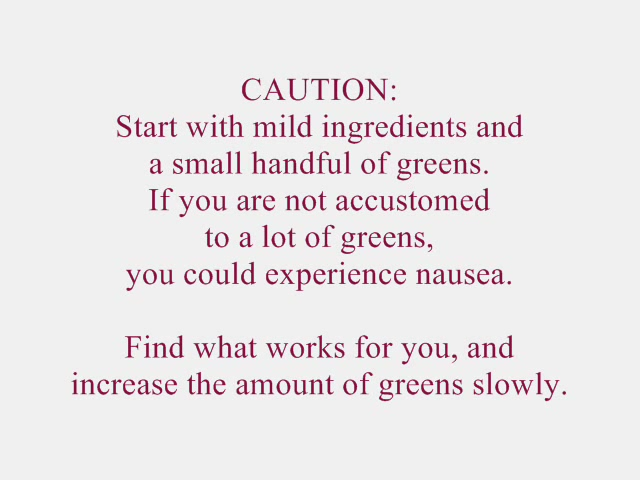 CAUTION:
Start with mild ingredients and
a small handful of greens.
If you are not accustomed
to a lot of greens,
you could experience nausea.
Find what works for you, and
increase the amount of greens slowly.